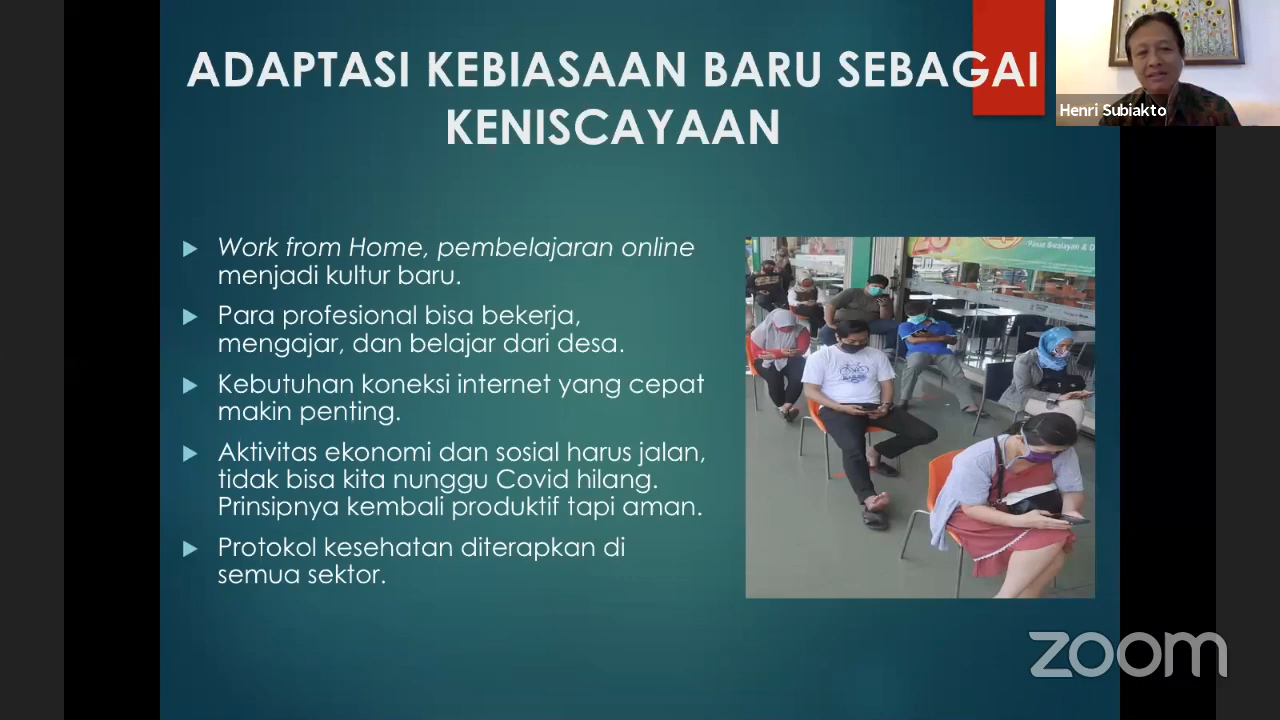 ADAPTASI KEBIASAAN BARU SEBAGAI
KENISCAYAAN
Henri Subiakto
Work from Home, pembelajaran online
menjadi kultur baru.
Para profesional bisa bekerja,
mengajar, dan belajar dari desa.
Kebutuhan koneksi internet yang cepat
makin penting.
Aktivitas ekonomi dan sosial harus jalan,
tidak bisa kita nunggu Covid hilang.
Prinsipnya kembali produktif tapi aman.
Protokol kesehatan diterapkan di
semua sektor.
zoom